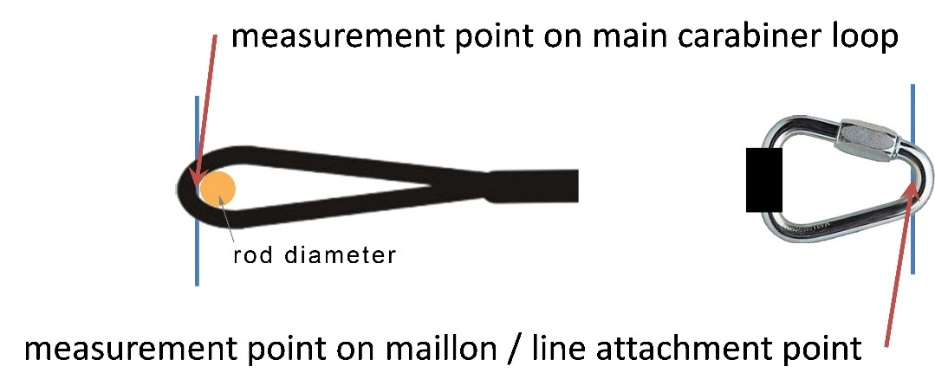 measurement point on main carabiner loop
rod diameter
measurement point on maillon / line attachment point